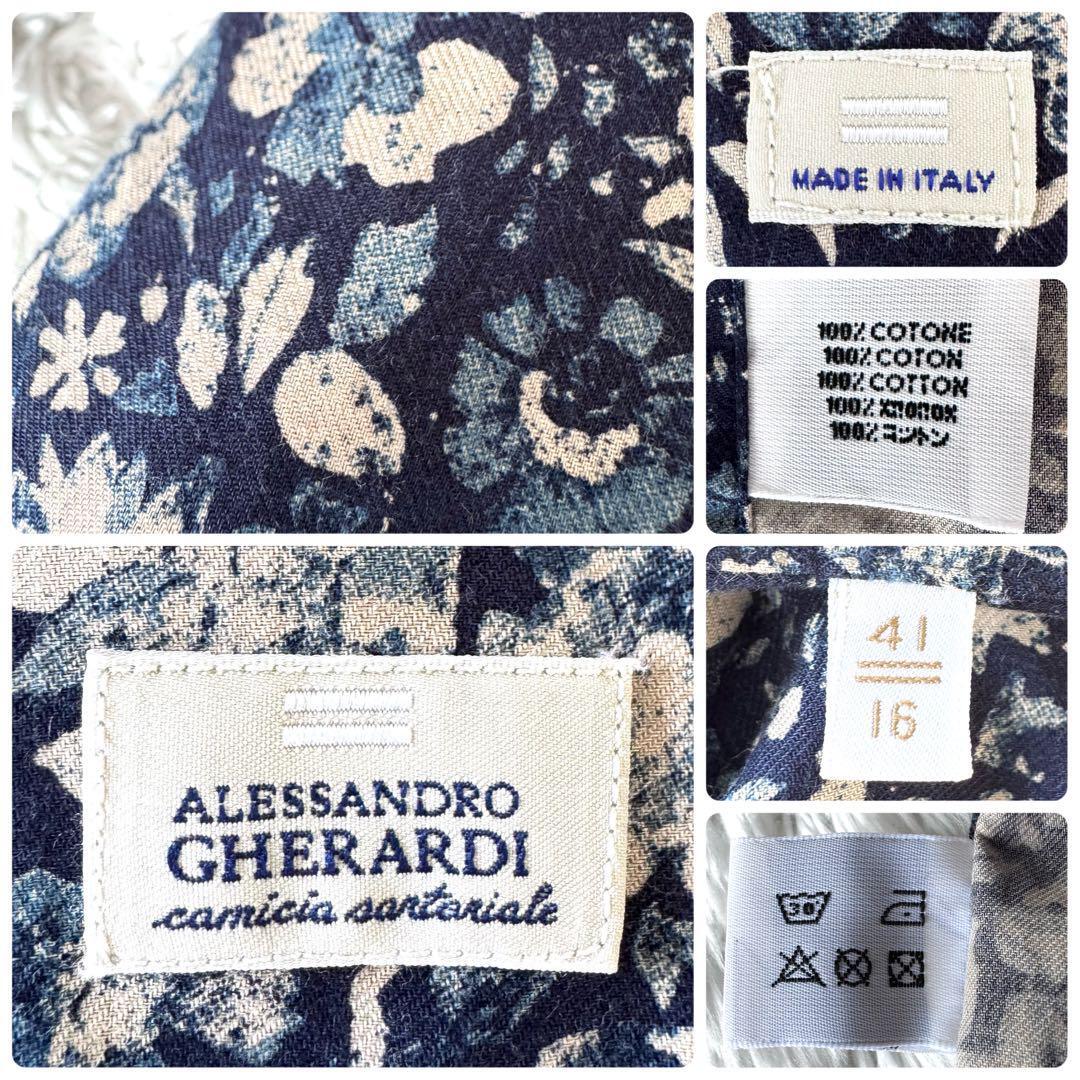 MADE IN ITALY
100% COTONE
100% COTON
100% COTTON
100% ХЛОПОК
100% コットン
ALESSANDRO
GHERARDI
camicia sartoriale
41
16
30